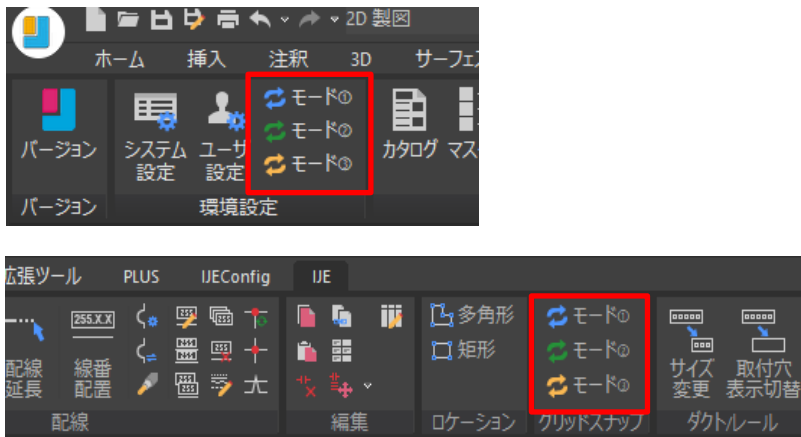 2D 製図
ホーム 挿入 注釈 3D サーフェス
バージョン システム設定 ユーザ設定 モード① モード② モード③ カタログ マス
バージョン 環境設定
拡張ツール PLUS IJEConfig IJE
255.X.X 多角形 モード①
矩形 モード②
配線延長 線番配置 モード① サイズ変更 取付穴表示切替
配線 編集 ロケーション グリッドスナップ ダクト/レール